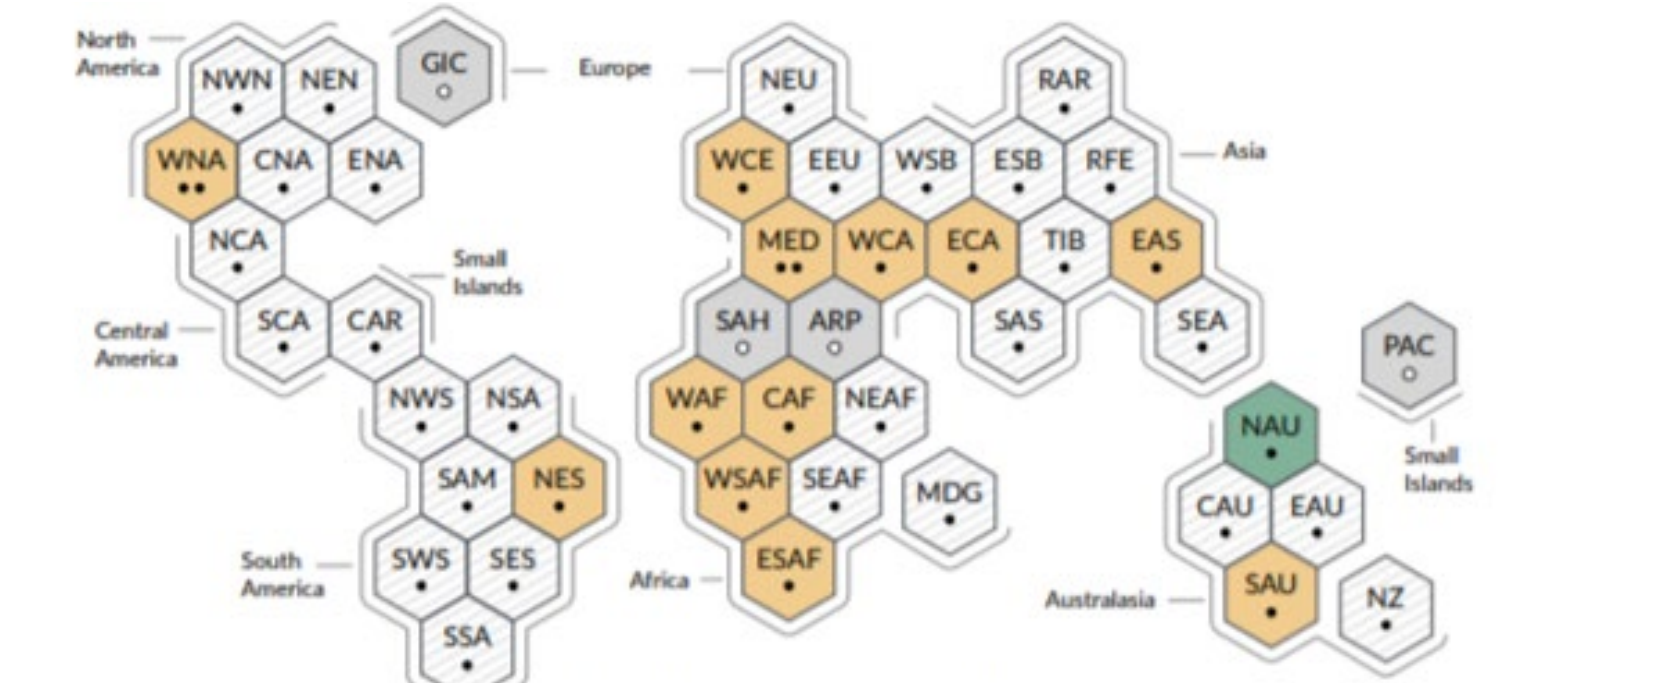 North
America
NWN
NEN
GIC
Europe
NEU
RAR
WNA
CNA
ENA
WCE
EEU
WSB
ESB
RFE
Asia
NCA
MED
WCA
ECA
TIB
EAS
Small
Islands
Central
America
SCA
CAR
SAH
ARP
SAS
SEA
PAC
NWS
NSA
WAF
CAF
NEAF
NAU
Small
Islands
SAM
NES
WSAF
SEAF
MDG
CAU
EAU
South
America
SWS
SES
Africa
ESAF
Australasia
SAU
NZ
SSA